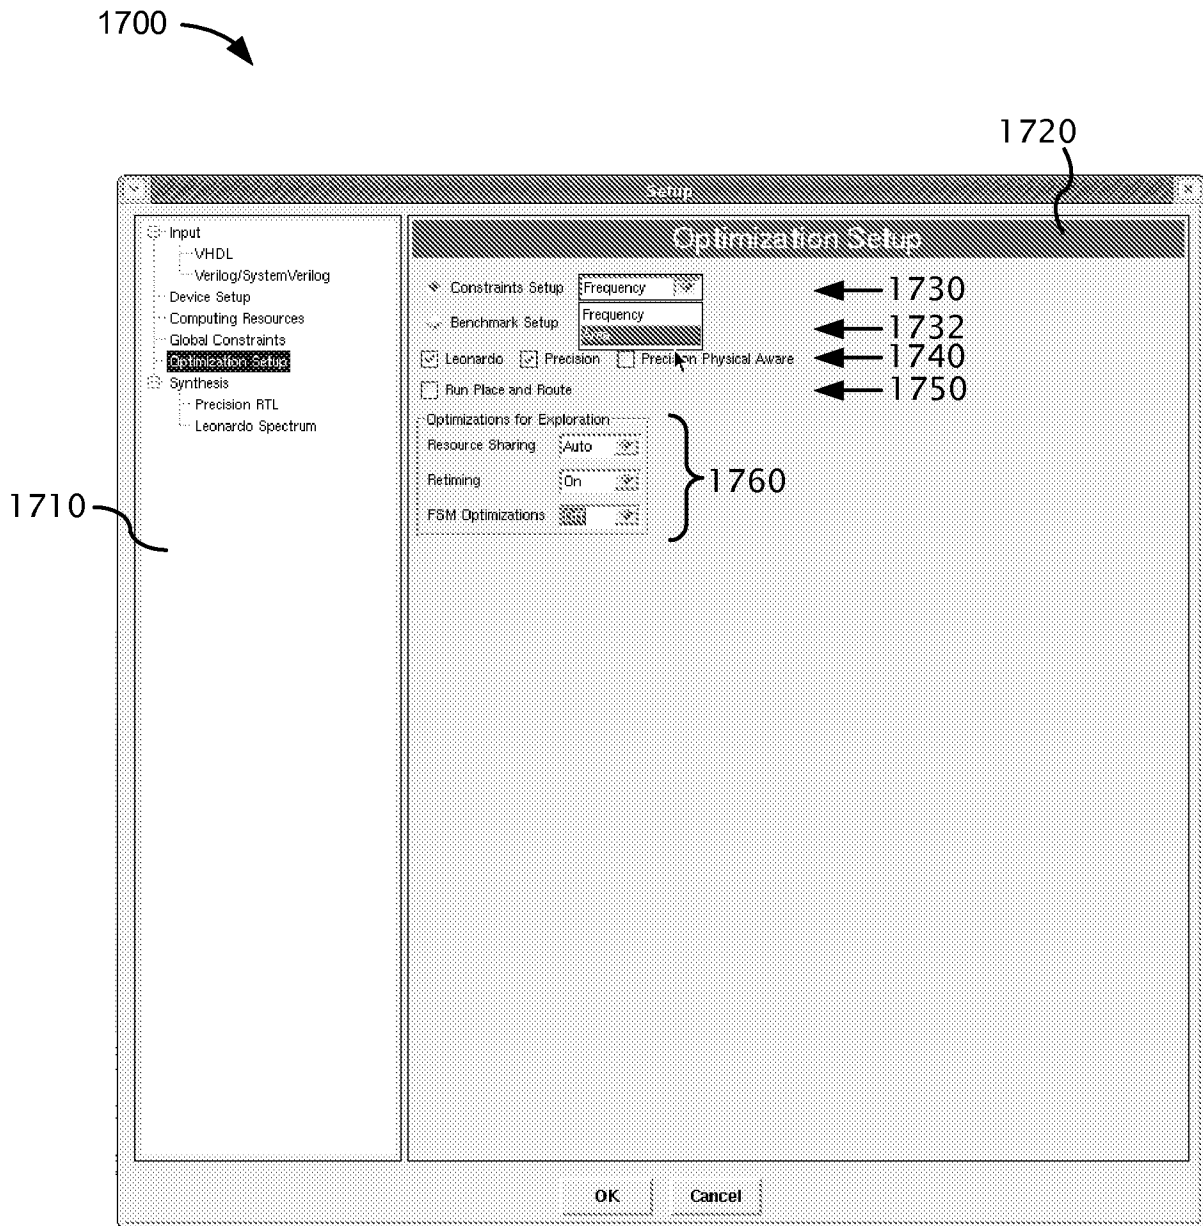 1700
1720
Setup
Optimization Setup
Input
VHDL
Verilog/SystemVerilog
Device Setup
Computing Resources
Global Constraints
Optimization Setup
Synthesis
Precision RTL
Leonardo Spectrum
1710
Constraints Setup Frequency 1730
Frequency
Benchmark Setup 1732
Leonardo Precision Precision Physical Aware 1740
Run Place and Route 1750
Optimizations for Exploration
Resource Sharing Auto
Retiming On 1760
FSM Optimizations
OK Cancel